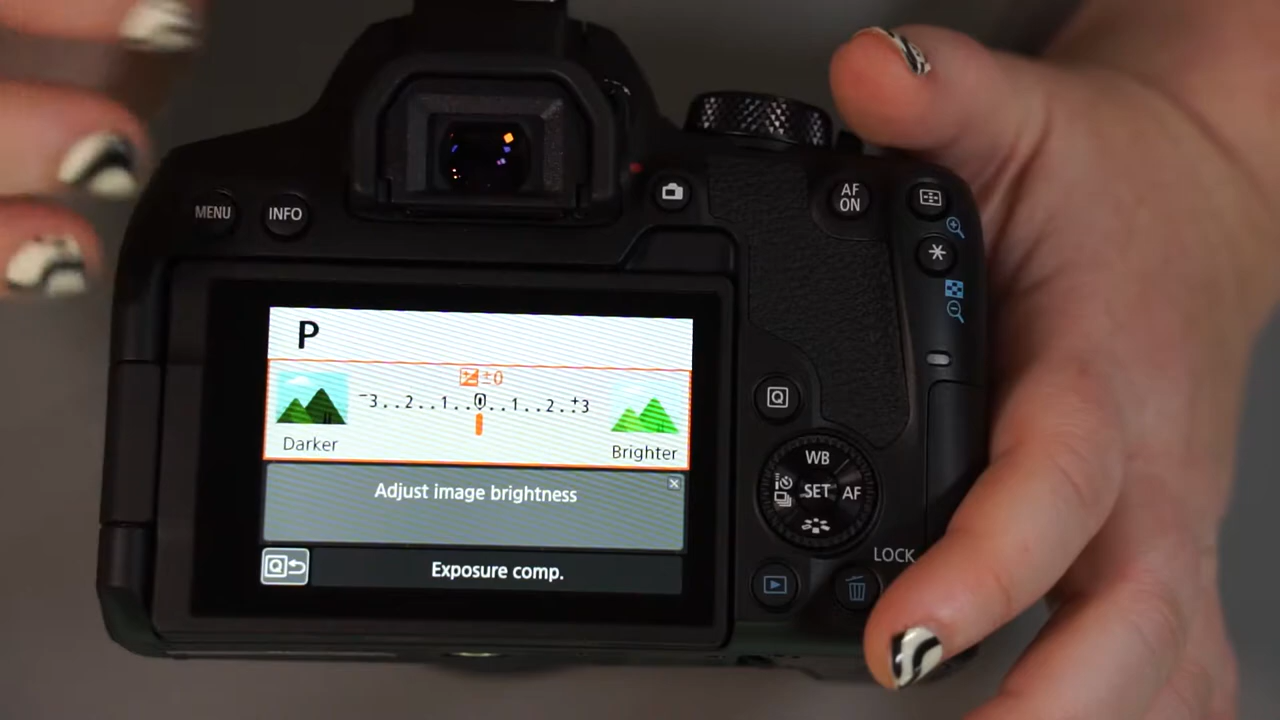 MENU
INFO
AF
ON
P
±0
-3..2..1..0..1..2..+3
Darker
Brighter
Adjust image brightness
Q
Exposure comp.
Q
WB
SET
AF
LOCK